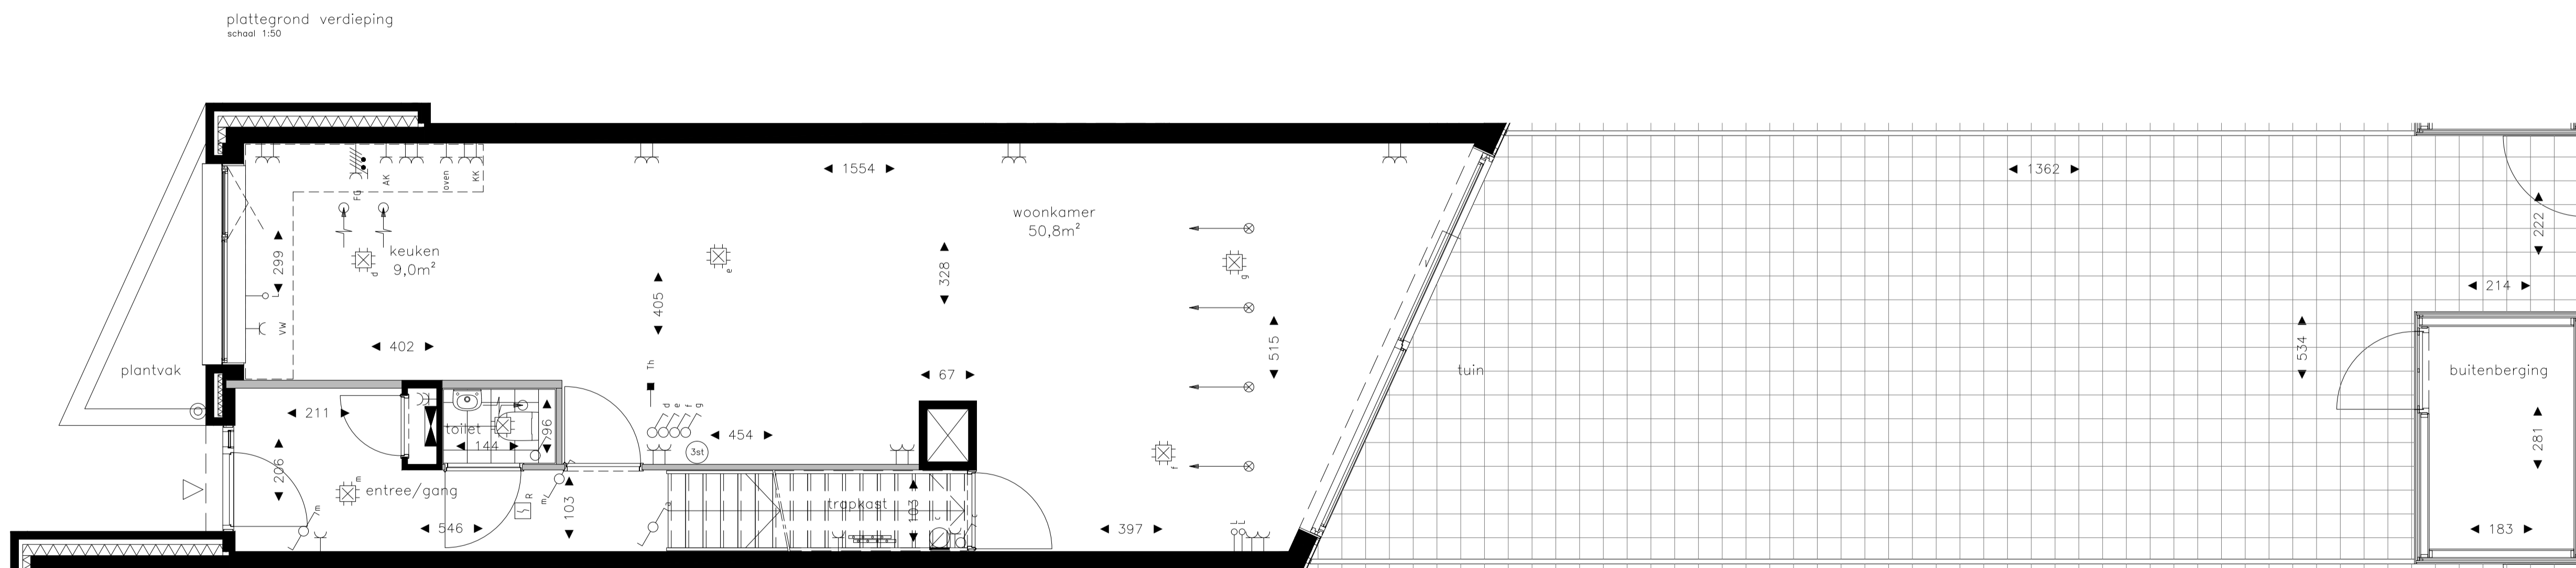 plattegrond verdieping
schaal 1:50
FG
AK
oven
KK
1554
1362
woonkamer
50,8m²
222
keuken
9,0m²
d
e
g
299
328
405
214
L
VW
402
515
534
Th
67
plantvak
tuin
buitenberging
211
d e f g
toilet
144
96
454
3st
281
206
f
m
entree/gang
R
m
103
trapkast
103
m
546
397
L
L
183